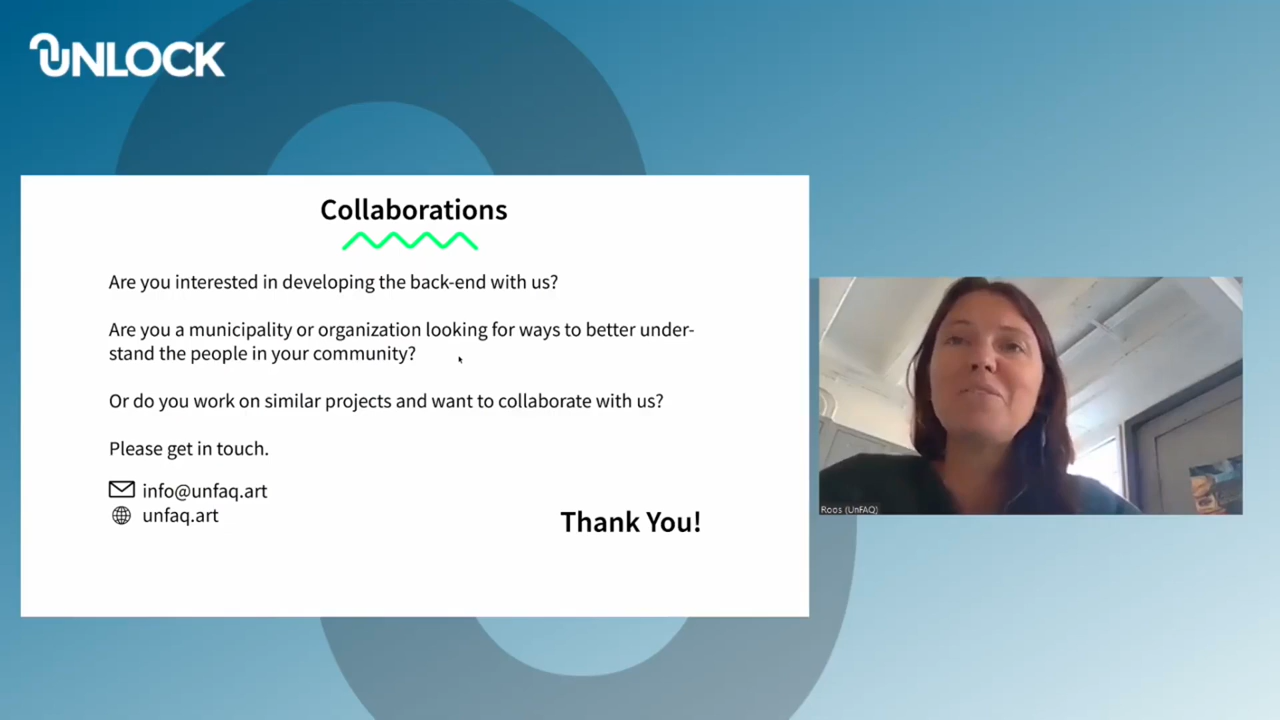 UNLOCK
Collaborations
Are you interested in developing the back-end with us?
Are you a municipality or organization looking for ways to better under-
stand the people in your community?
Or do you work on similar projects and want to collaborate with us?
Please get in touch.
info@unfaq.art
unfaq.art
Thank You!
Roos (UnFAQ)